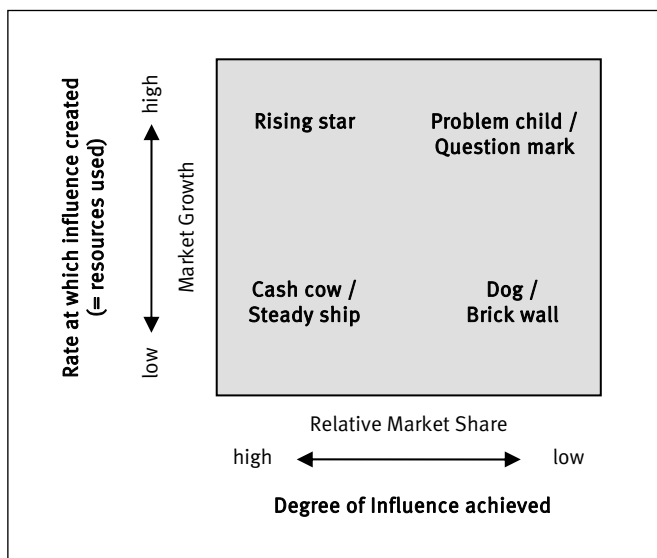 Rate at which influence created
(= resources used)
high
Market Growth
low
Rising star
Problem child /
Question mark
Cash cow /
Steady ship
Dog /
Brick wall
Relative Market Share
high
low
Degree of Influence achieved